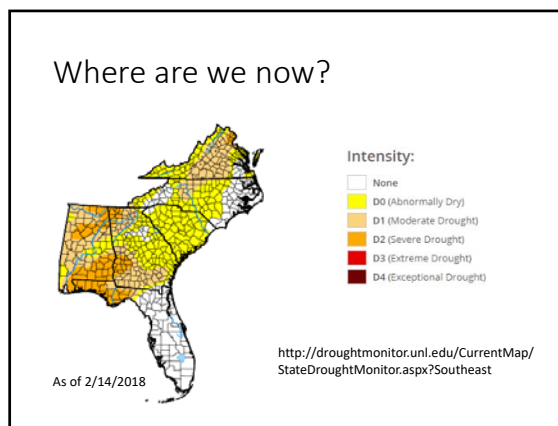 Where are we now?
Intensity:
None
D0 (Abnormally Dry)
D1 (Moderate Drought)
D2 (Severe Drought)
D3 (Extreme Drought)
D4 (Exceptional Drought)
http://droughtmonitor.unl.edu/CurrentMap/
StateDroughtMonitor.aspx?Southeast
As of 2/14/2018